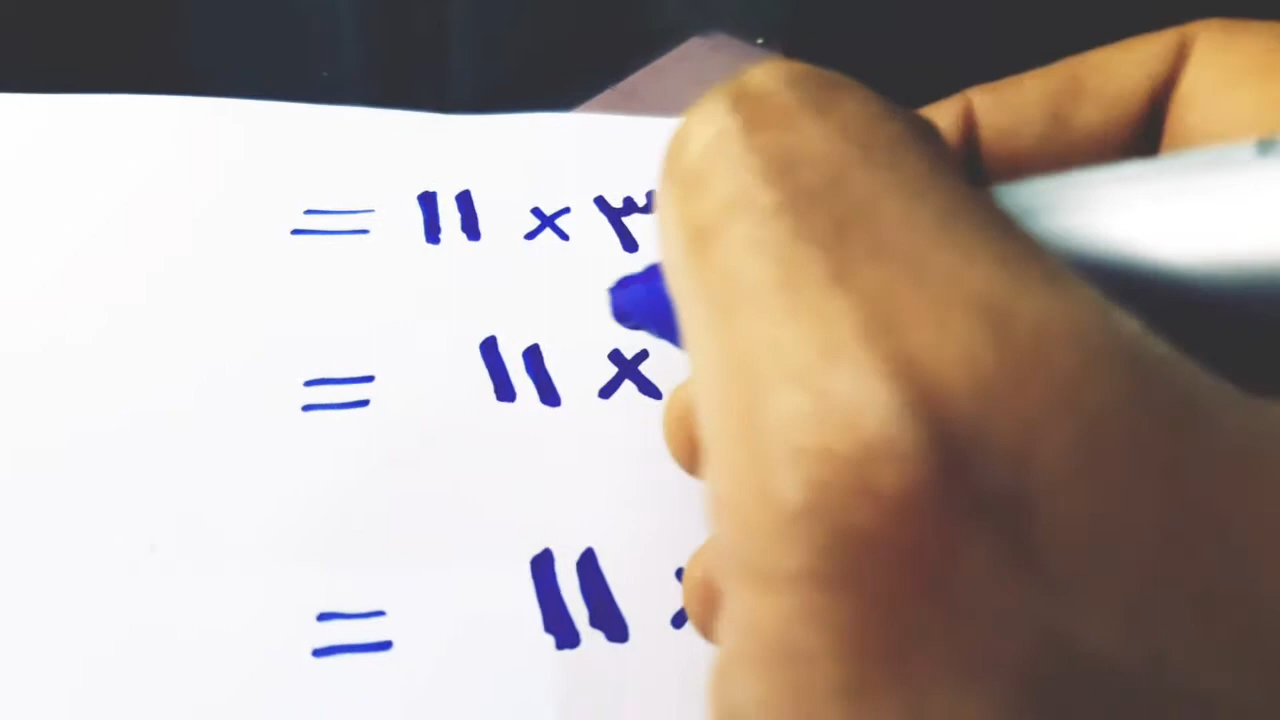 ٣ × ١١ =
× ١١ =
× ١١ =